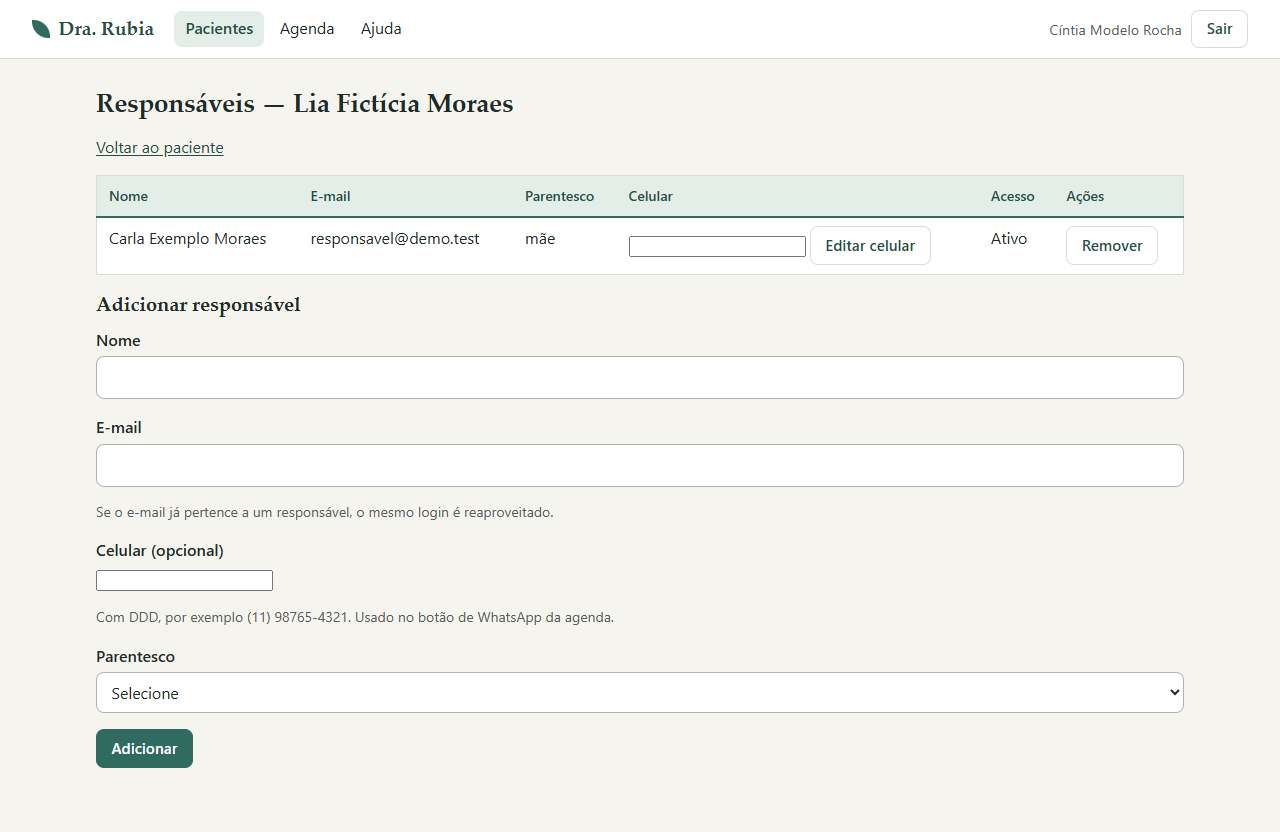 Dra. Rubia Pacientes Agenda Ajuda Cíntia Modelo Rocha Sair
Responsáveis — Lia Fictícia Moraes
Voltar ao paciente
Nome E-mail Parentesco Celular Acesso Ações
Carla Exemplo Moraes responsavel@demo.test mãe Editar celular Ativo Remover
Adicionar responsável
Nome
E-mail
Se o e-mail já pertence a um responsável, o mesmo login é reaproveitado.
Celular (opcional)
Com DDD, por exemplo (11) 98765-4321. Usado no botão de WhatsApp da agenda.
Parentesco
Selecione
Adicionar